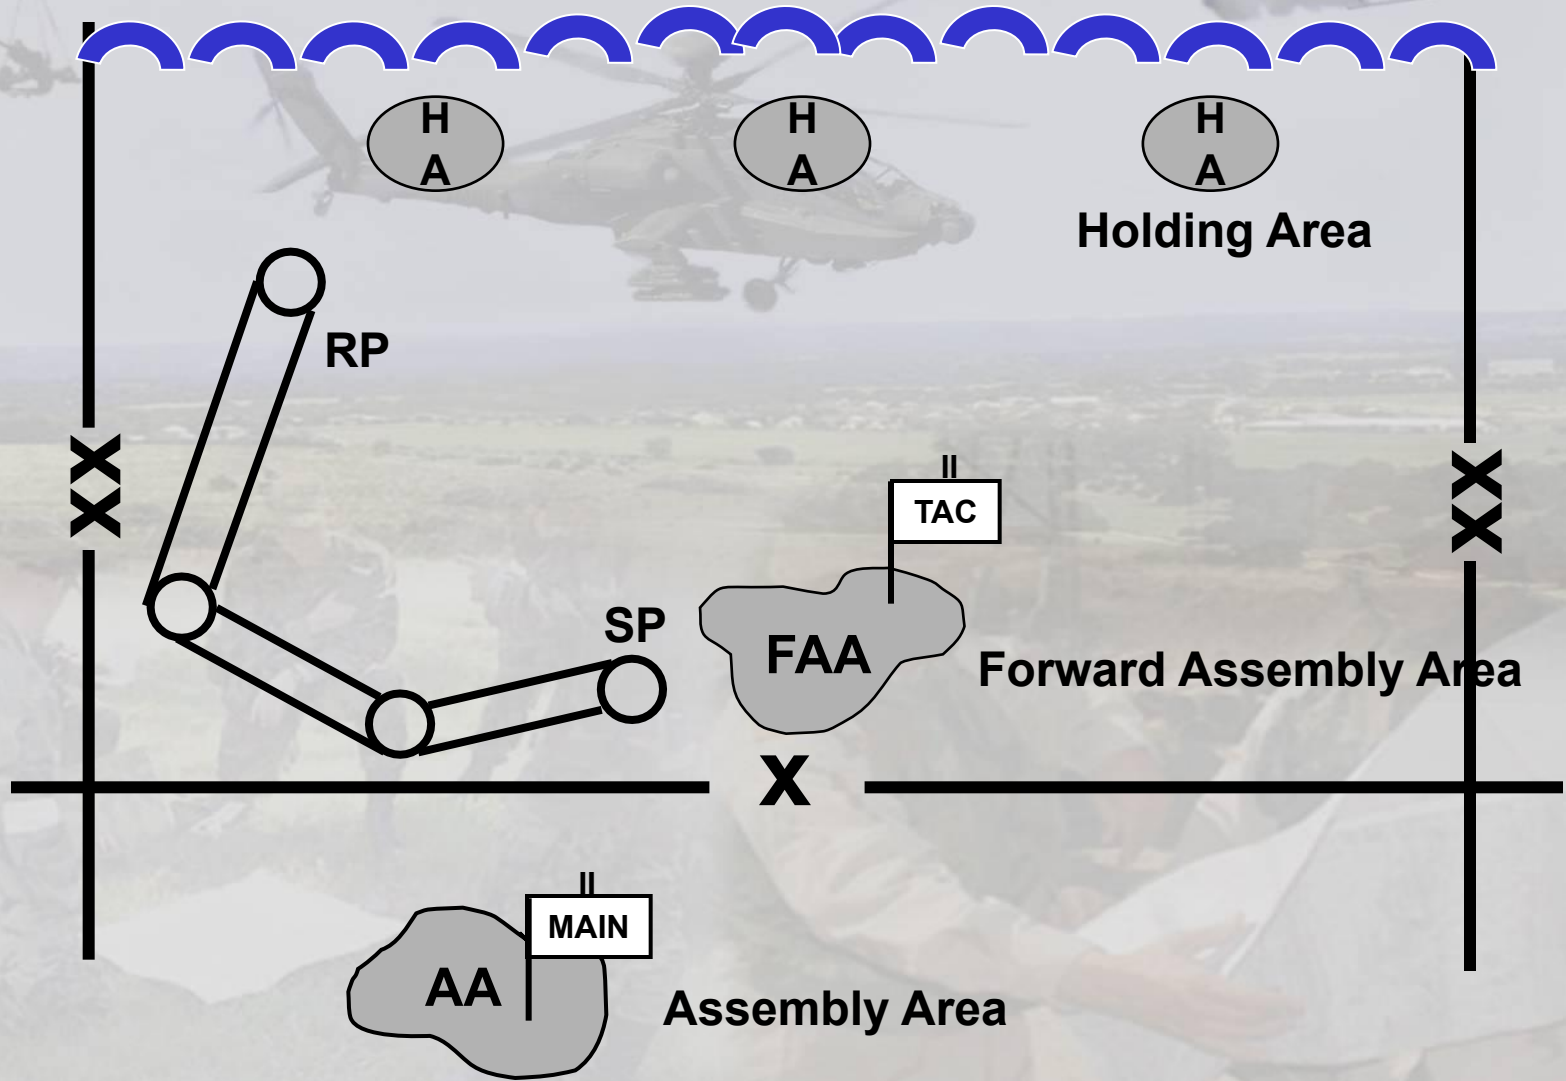 H
A
H
A
H
A
Holding Area
RP
XX
XX
II
TAC
SP
FAA
Forward Assembly Area
X
II
MAIN
AA
Assembly Area